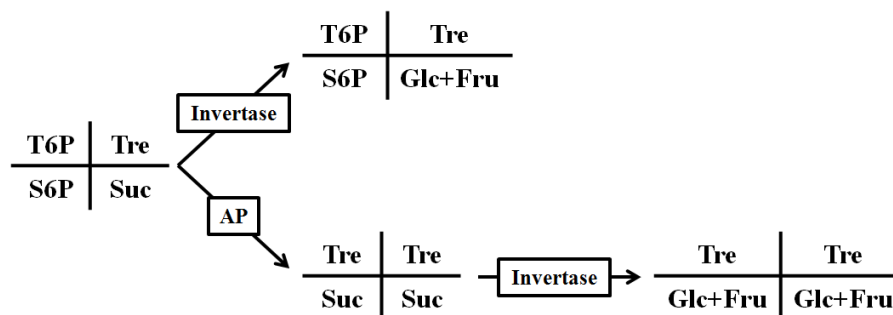 T6P Tre
S6P Glc+Fru
Invertase
T6P Tre
S6P Suc
AP
Tre Tre
Suc Suc
Invertase
Tre Tre
Glc+Fru Glc+Fru